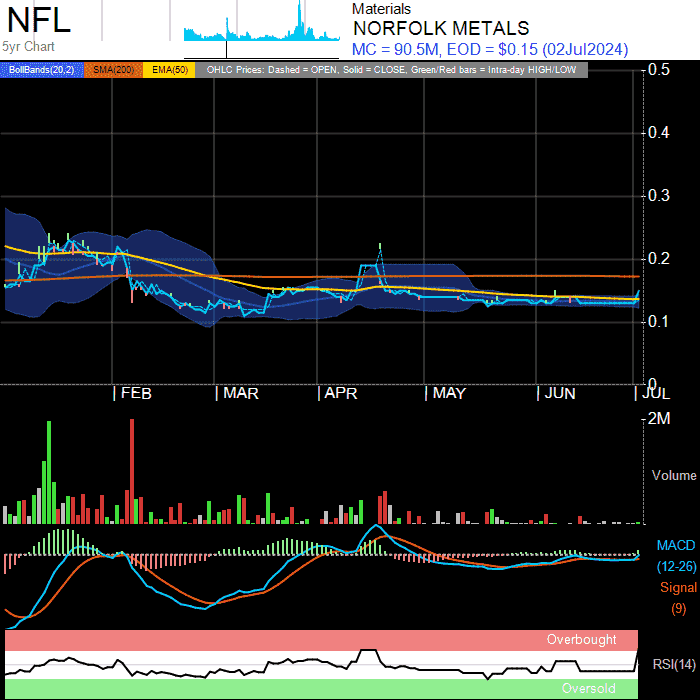 NFL
5yr Chart
Materials
NORFOLK METALS
MC = 90.5M, EOD = $0.15 (02Jul2024)
BollBands(20,2) SMA(200) EMA(50) OHLC Prices: Dashed = OPEN, Solid = CLOSE, Green/Red bars = Intra-day HIGH/LOW
0.5
0.4
0.3
0.2
0.1
0
FEB MAR APR MAY JUN JUL
2M
Volume
MACD
(12-26)
Signal
(9)
Overbought
RSI(14)
Oversold